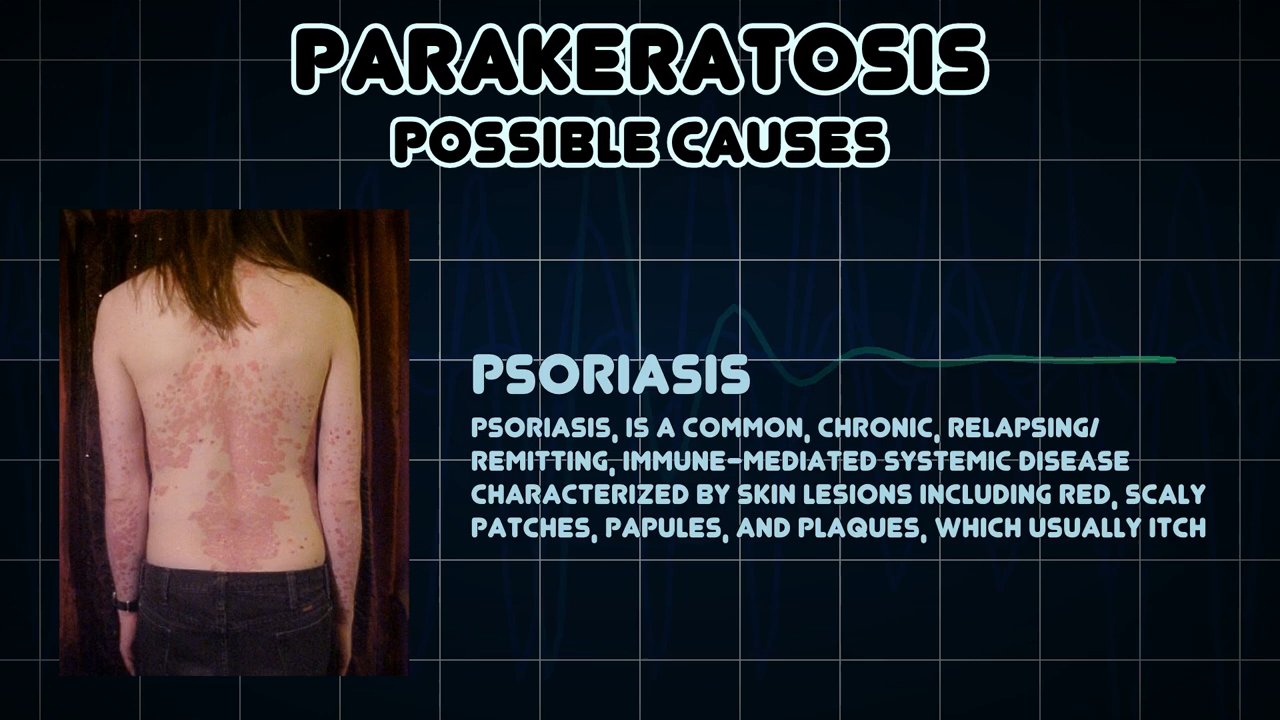 PARAKERATOSIS
POSSIBLE CAUSES
PSORIASIS
PSORIASIS, IS A COMMON, CHRONIC, RELAPSING/
REMITTING, IMMUNE-MEDIATED SYSTEMIC DISEASE
CHARACTERIZED BY SKIN LESIONS INCLUDING RED, SCALY
PATCHES, PAPULES, AND PLAQUES, WHICH USUALLY ITCH